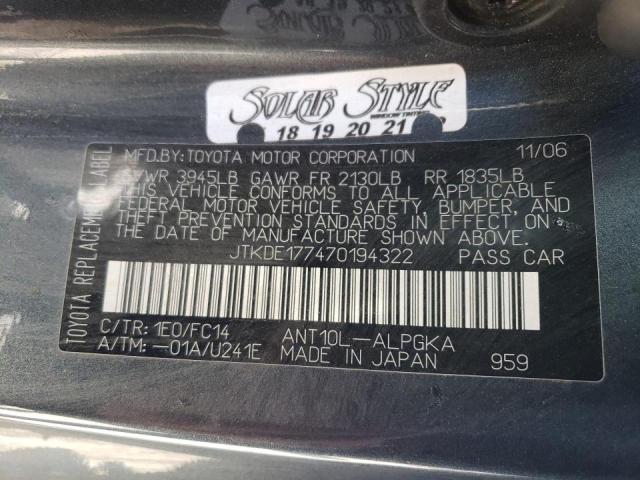 SOLAR STYLE
WINDOW TINTING
18 19 20 21
TOYOTA REPLACEMENT LABEL
MFD.BY:TOYOTA MOTOR CORPORATION 11/06
GVWR 3945LB GAWR FR 2130LB RR 1835LB
THIS VEHICLE CONFORMS TO ALL APPLICABLE
FEDERAL MOTOR VEHICLE SAFETY, BUMPER, AND
THEFT PREVENTION STANDARDS IN EFFECT ON
THE DATE OF MANUFACTURE SHOWN ABOVE.
JTKDE177470194322 PASS CAR
C/TR: 1E0/FC14 ANT10L-ALPGKA
A/TM: -01A/U241E MADE IN JAPAN 959